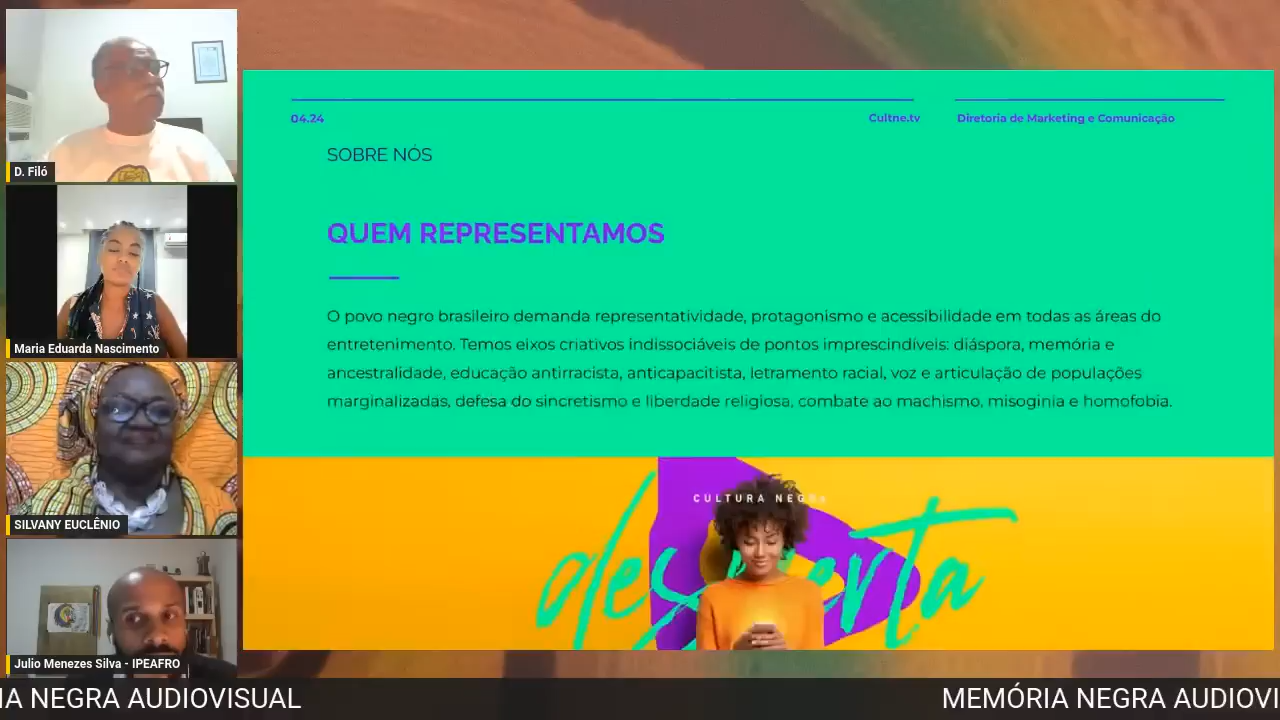 D. Filó
Maria Eduarda Nascimento
SILVANY EUCLÊNIO
Julio Menezes Silva - IPEAFRO
04.24
Cultne.tv
Diretoria de Marketing e Comunicação
SOBRE NÓS
QUEM REPRESENTAMOS
O povo negro brasileiro demanda representatividade, protagonismo e acessibilidade em todas as áreas do
entretenimento. Temos eixos criativos indissociáveis de pontos imprescindíveis: diáspora, memória e
ancestralidade, educação antirracista, anticapacitista, letramento racial, voz e articulação de populações
marginalizadas, defesa do sincretismo e liberdade religiosa, combate ao machismo, misoginia e homofobia.
CULTURA NEGRA
desperta
IA NEGRA AUDIOVISUAL
MEMÓRIA NEGRA AUDIOVI